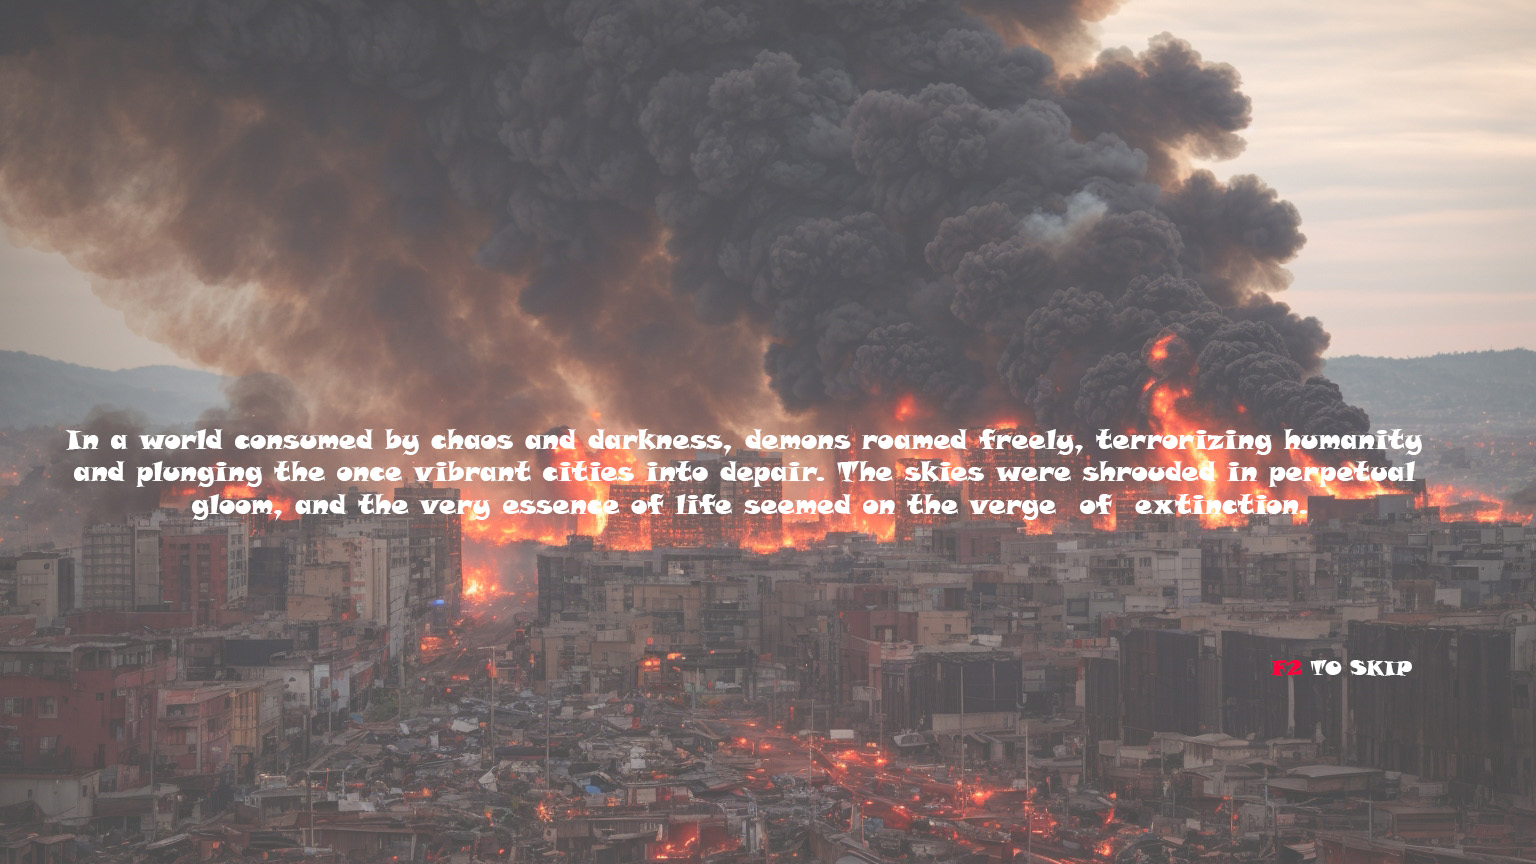 In a world consumed by chaos and darkness, demons roamed freely, terrorizing humanity
and plunging the once vibrant cities into depair. The skies were shrouded in perpetual
gloom, and the very essence of life seemed on the verge of extinction.
F2 TO SKIP